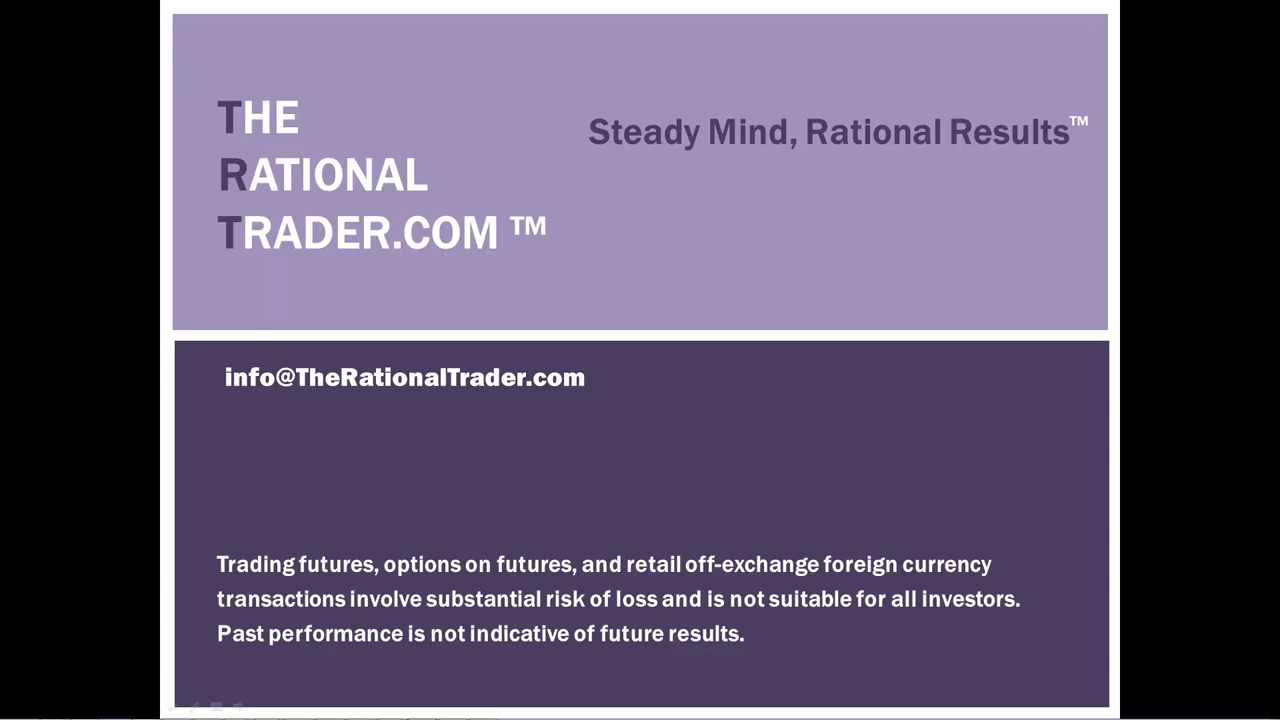 THE
RATIONAL
TRADER.COM ™
Steady Mind, Rational Results™
info@TheRationalTrader.com
Trading futures, options on futures, and retail off-exchange foreign currency
transactions involve substantial risk of loss and is not suitable for all investors.
Past performance is not indicative of future results.